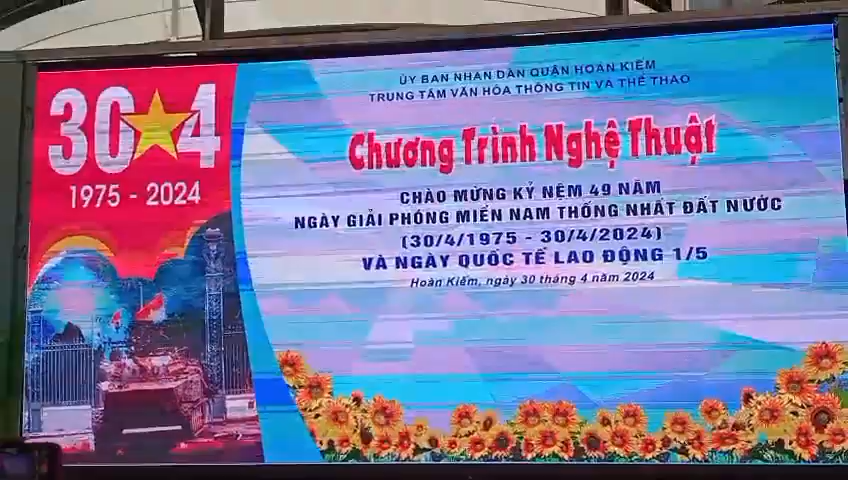 30 4
1975 - 2024
ỦY BAN NHÂN DÂN QUẬN HOÀN KIẾM
TRUNG TÂM VĂN HÓA THÔNG TIN VÀ THỂ THAO
Chương Trình Nghệ Thuật
CHÀO MỪNG KỶ NỆM 49 NĂM
NGÀY GIẢI PHÓNG MIỀN NAM THỐNG NHẤT ĐẤT NƯỚC
(30/4/1975 - 30/4/2024)
VÀ NGÀY QUỐC TẾ LAO ĐỘNG 1/5
Hoàn Kiếm, ngày 30 tháng 4 năm 2024